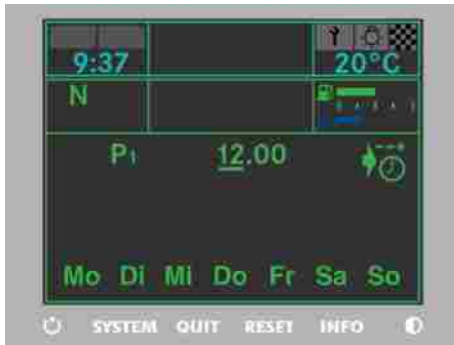 9:37 20°C
N
P1 12.00
Mo Di Mi Do Fr Sa So
SYSTEM QUIT RESET INFO